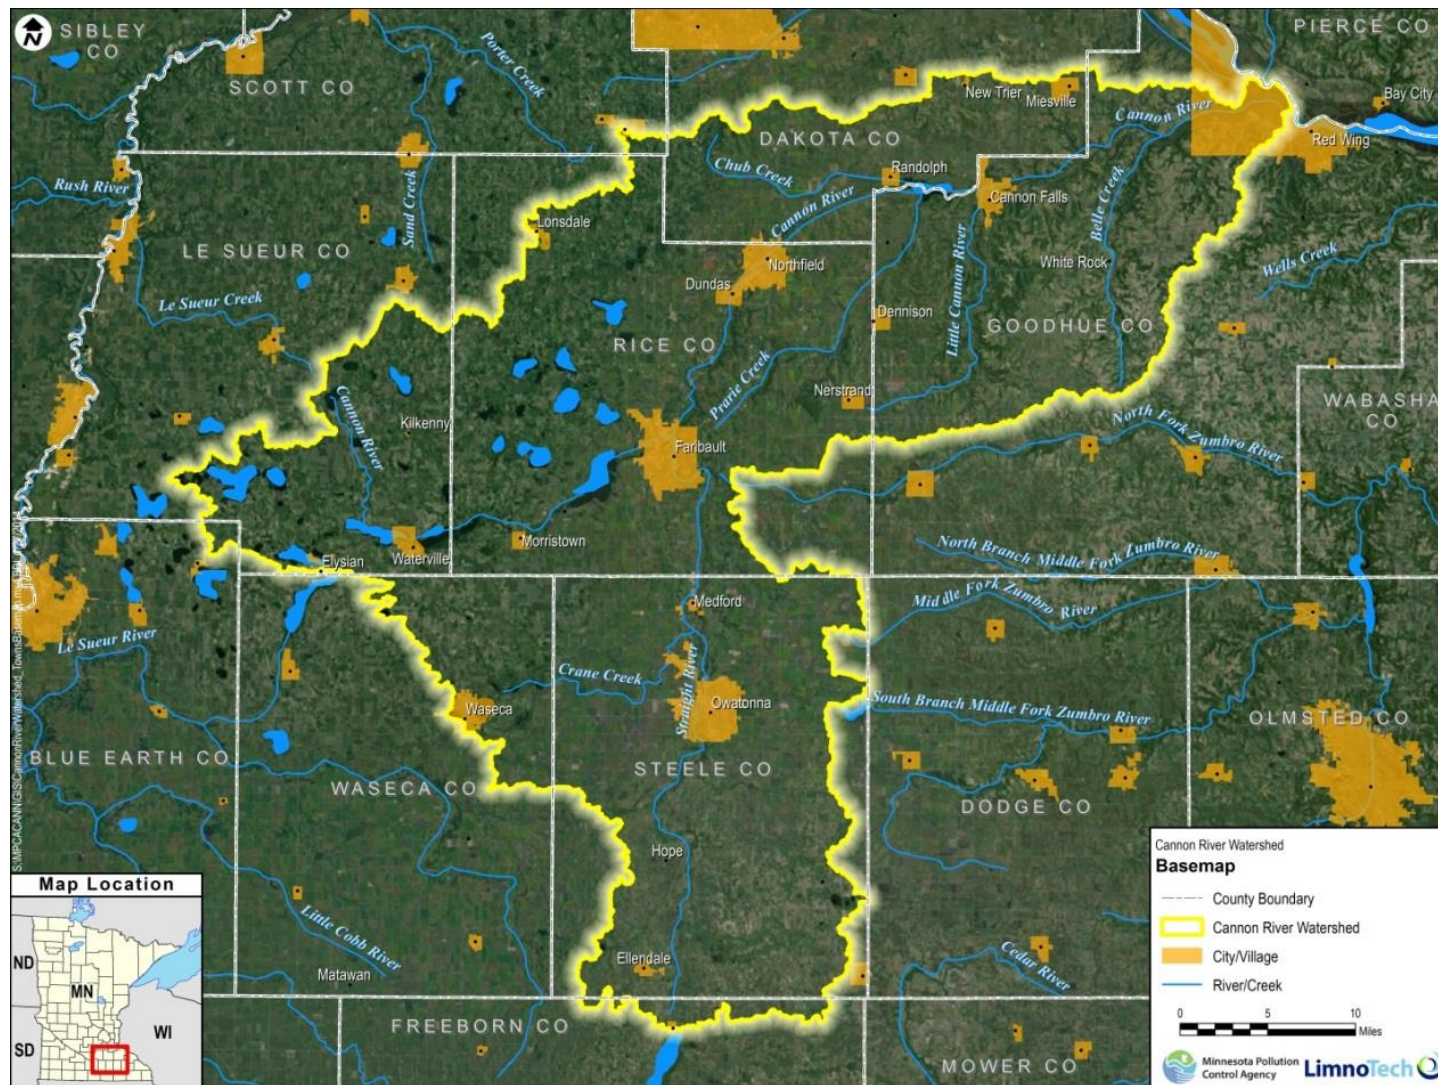 N
SIBLEY
CO
SCOTT CO
Porter Creek
PIERCE CO
Bay City
New Trier
Miesville
Cannon River
Red Wing
DAKOTA CO
Rush River
Sand Creek
Chub Creek
Randolph
Cannon River
Cannon Falls
Belle Creek
Lonsdale
LE SUEUR CO
Northfield
White Rock
Wells Creek
Le Sueur Creek
Dundas
Little Cannon River
Dennison
GOODHUE CO
RICE CO
Prarie Creek
Nerstrand
WABASHA
CO
Cannon River
Kilkenny
Faribault
North Fork Zumbro River
Morristown
Waterville
Elysian
North Branch Middle Fork Zumbro River
Medford
Middle Fork Zumbro River
Le Sueur River
Crane Creek
Straight River
Waseca
Owatonna
South Branch Middle Fork Zumbro River
OLMSTED CO
BLUE EARTH CO
WASECA CO
STEELE CO
DODGE CO
Hope
Little Cobb River
Matawan
Ellendale
Cedar River
FREEBORN CO
MOWER CO
Map Location
ND
MN
WI
SD
Cannon River Watershed
Basemap
County Boundary
Cannon River Watershed
City/Village
River/Creek
0 5 10
Miles
Minnesota Pollution
Control Agency
LimnoTech